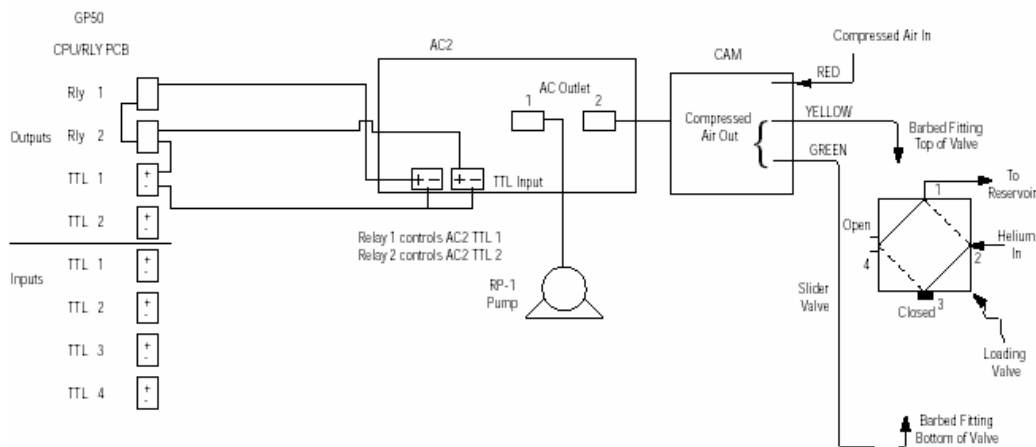 GP50
CPU/RLY PCB
Rly 1
Outputs
Rly 2
TTL 1
+
-
TTL 2
+
-
Inputs
TTL 1
+
-
TTL 2
+
-
TTL 3
+
-
TTL 4
+
-
AC2
AC Outlet
1
2
+ -
+ -
TTL Input
Relay 1 controls AC2 TTL 1
Relay 2 controls AC2 TTL 2
RP-1
Pump
CAM
Compressed
Air Out
{
Compressed Air In
RED
YELLOW
GREEN
Barbed Fitting
Top of Valve
To
Reservoir
1
Open
4
Helium
In
2
3
Closed
Slider
Valve
Loading
Valve
Barbed Fitting
Bottom of Valve